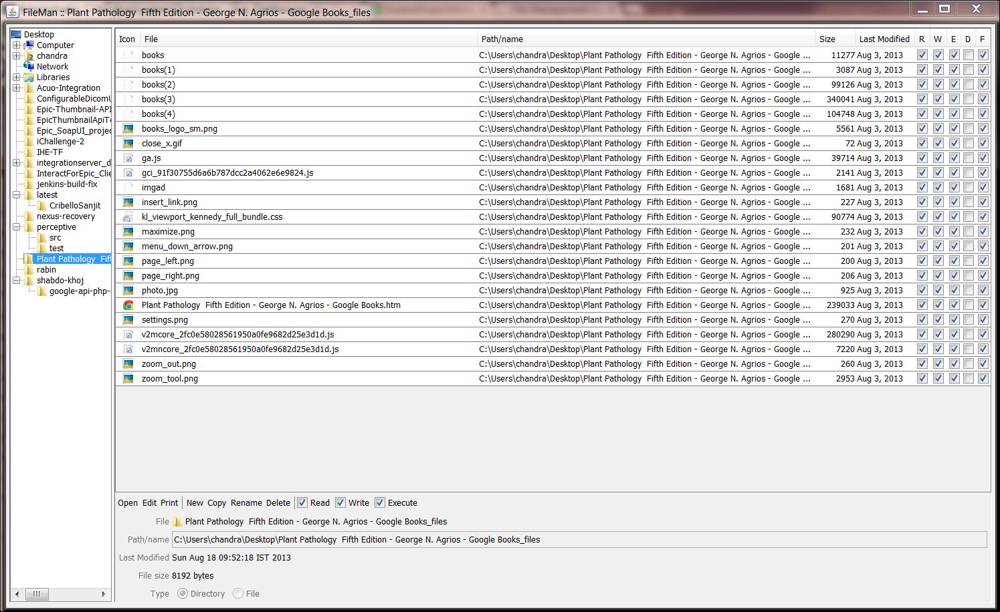 FileMan :: Plant Pathology  Fifth Edition - George N. Agrios - Google Books_files
Desktop
Computer
chandra
Network
Libraries
Acuo-Integration
ConfigurableDicomU
Epic-Thumbnail-API
EpicThumbnailApiTe
Epic_SoapUI_projec
iChallenge-2
IHE-TF
integrationserver_d
InteractForEpic_Clie
jenkins-build-fix
latest
CribelloSanjit
nexus-recovery
perceptive
src
test
Plant Pathology  Fift
rabin
shabdo-khoj
google-api-php-
Icon File Path/name Size Last Modified R W E D F
books C:\Users\chandra\Desktop\Plant Pathology  Fifth Edition - George N. Agrios - Google ... 11277 Aug 3, 2013
books(1) C:\Users\chandra\Desktop\Plant Pathology  Fifth Edition - George N. Agrios - Google ... 3087 Aug 3, 2013
books(2) C:\Users\chandra\Desktop\Plant Pathology  Fifth Edition - George N. Agrios - Google ... 99126 Aug 3, 2013
books(3) C:\Users\chandra\Desktop\Plant Pathology  Fifth Edition - George N. Agrios - Google ... 340041 Aug 3, 2013
books(4) C:\Users\chandra\Desktop\Plant Pathology  Fifth Edition - George N. Agrios - Google ... 104748 Aug 3, 2013
books_logo_sm.png C:\Users\chandra\Desktop\Plant Pathology  Fifth Edition - George N. Agrios - Google ... 5561 Aug 3, 2013
close_x.gif C:\Users\chandra\Desktop\Plant Pathology  Fifth Edition - George N. Agrios - Google ... 72 Aug 3, 2013
ga.js C:\Users\chandra\Desktop\Plant Pathology  Fifth Edition - George N. Agrios - Google ... 39714 Aug 3, 2013
gci_91f30755d6a6b787dcc2a4062e6e9824.js C:\Users\chandra\Desktop\Plant Pathology  Fifth Edition - George N. Agrios - Google ... 2141 Aug 3, 2013
imgad C:\Users\chandra\Desktop\Plant Pathology  Fifth Edition - George N. Agrios - Google ... 1681 Aug 3, 2013
insert_link.png C:\Users\chandra\Desktop\Plant Pathology  Fifth Edition - George N. Agrios - Google ... 227 Aug 3, 2013
kl_viewport_kennedy_full_bundle.css C:\Users\chandra\Desktop\Plant Pathology  Fifth Edition - George N. Agrios - Google ... 90774 Aug 3, 2013
maximize.png C:\Users\chandra\Desktop\Plant Pathology  Fifth Edition - George N. Agrios - Google ... 232 Aug 3, 2013
menu_down_arrow.png C:\Users\chandra\Desktop\Plant Pathology  Fifth Edition - George N. Agrios - Google ... 201 Aug 3, 2013
page_left.png C:\Users\chandra\Desktop\Plant Pathology  Fifth Edition - George N. Agrios - Google ... 200 Aug 3, 2013
page_right.png C:\Users\chandra\Desktop\Plant Pathology  Fifth Edition - George N. Agrios - Google ... 206 Aug 3, 2013
photo.jpg C:\Users\chandra\Desktop\Plant Pathology  Fifth Edition - George N. Agrios - Google ... 925 Aug 3, 2013
Plant Pathology  Fifth Edition - George N. Agrios - Google Books.htm C:\Users\chandra\Desktop\Plant Pathology  Fifth Edition - George N. Agrios - Google ... 239033 Aug 3, 2013
settings.png C:\Users\chandra\Desktop\Plant Pathology  Fifth Edition - George N. Agrios - Google ... 270 Aug 3, 2013
v2mcore_2fc0e58028561950a0fe9682d25e3d1d.js C:\Users\chandra\Desktop\Plant Pathology  Fifth Edition - George N. Agrios - Google ... 280290 Aug 3, 2013
v2mncore_2fc0e58028561950a0fe9682d25e3d1d.js C:\Users\chandra\Desktop\Plant Pathology  Fifth Edition - George N. Agrios - Google ... 7220 Aug 3, 2013
zoom_out.png C:\Users\chandra\Desktop\Plant Pathology  Fifth Edition - George N. Agrios - Google ... 260 Aug 3, 2013
zoom_tool.png C:\Users\chandra\Desktop\Plant Pathology  Fifth Edition - George N. Agrios - Google ... 2953 Aug 3, 2013
Open Edit Print New Copy Rename Delete Read Write Execute
File Plant Pathology  Fifth Edition - George N. Agrios - Google Books_files
Path/name C:\Users\chandra\Desktop\Plant Pathology  Fifth Edition - George N. Agrios - Google Books_files
Last Modified Sun Aug 18 09:52:18 IST 2013
File size 8192 bytes
Type Directory File